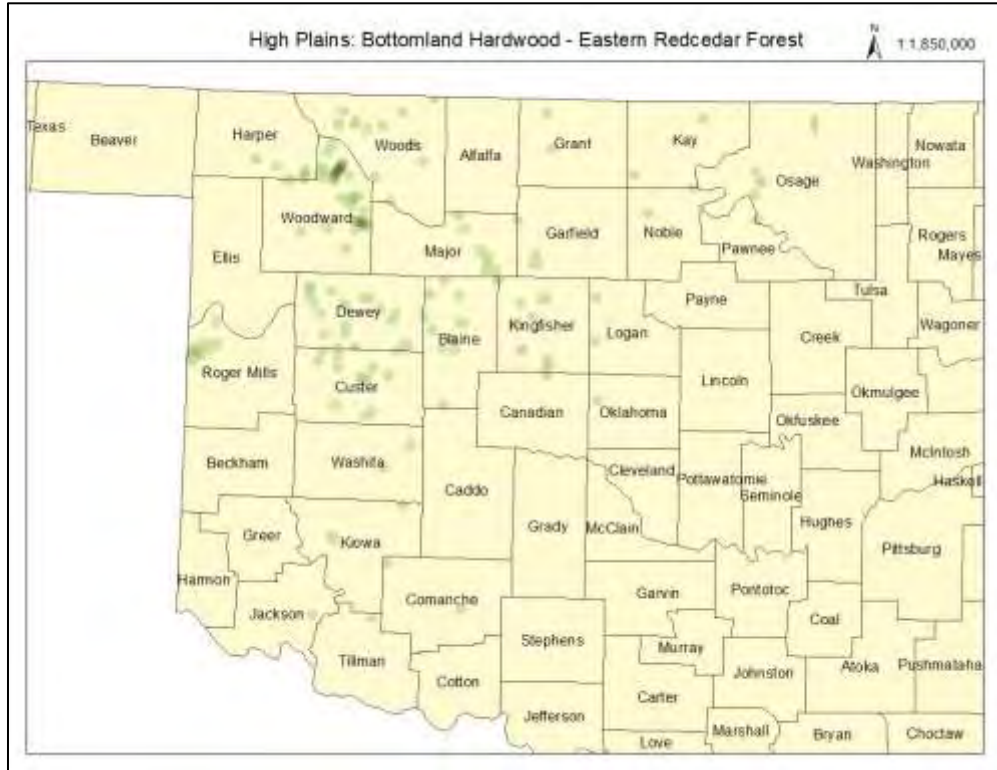 High Plains: Bottomland Hardwood - Eastern Redcedar Forest
N
1:1,850,000
Texas
Beaver
Harper
Woods
Alfalfa
Grant
Kay
Osage
Washington
Nowata
Woodward
Ellis
Major
Garfield
Noble
Pawnee
Rogers
Mayes
Dewey
Blaine
Kingfisher
Logan
Payne
Tulsa
Creek
Wagoner
Roger Mills
Custer
Canadian
Oklahoma
Lincoln
Okmulgee
Okfuskee
Beckham
Washita
Caddo
Grady
Cleveland
McClain
Pottawatomie
Seminole
McIntosh
Haskell
Hughes
Pittsburg
Greer
Kiowa
Harmon
Jackson
Comanche
Garvin
Pontotoc
Coal
Tillman
Stephens
Murray
Johnston
Atoka
Pushmataha
Cotton
Carter
Jefferson
Love
Marshall
Bryan
Choctaw